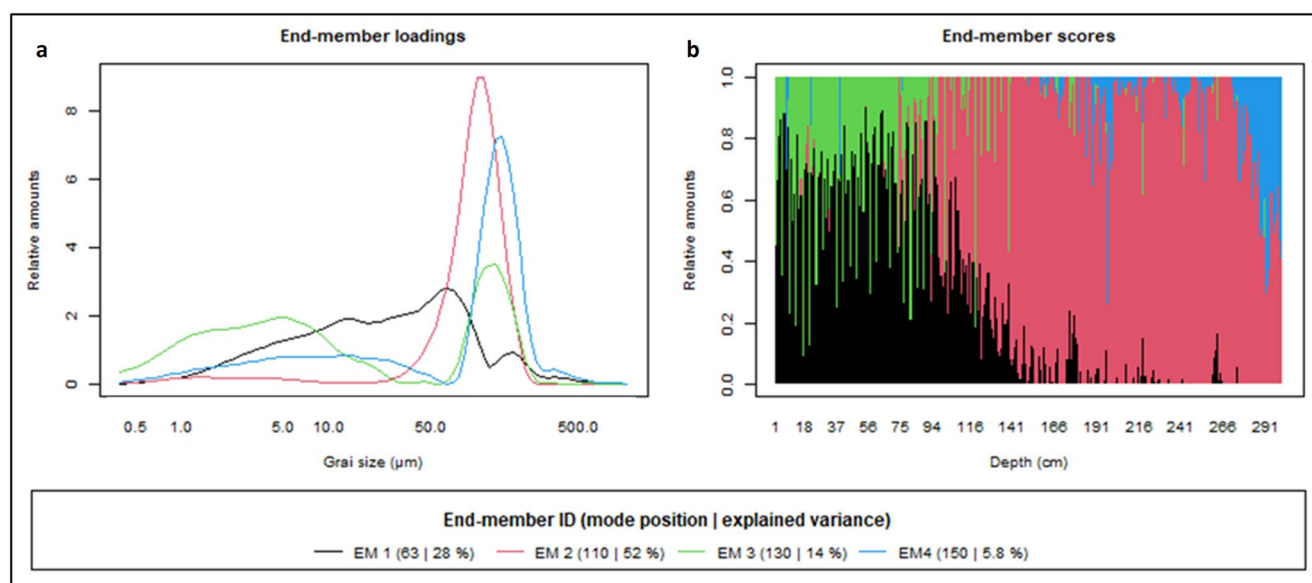 a
End-member loadings
Relative amounts
8
6
4
2
0
0.5 1.0 5.0 10.0 50.0 500.0
Grai size (µm)
b
End-member scores
Relative amounts
1.0
0.8
0.6
0.4
0.2
0.0
1 18 37 56 75 94 116 141 166 191 216 241 266 291
Depth (cm)
End-member ID (mode position | explained variance)
EM 1 (63 | 28 %) EM 2 (110 | 52 %) EM 3 (130 | 14 %) EM4 (150 | 5.8 %)